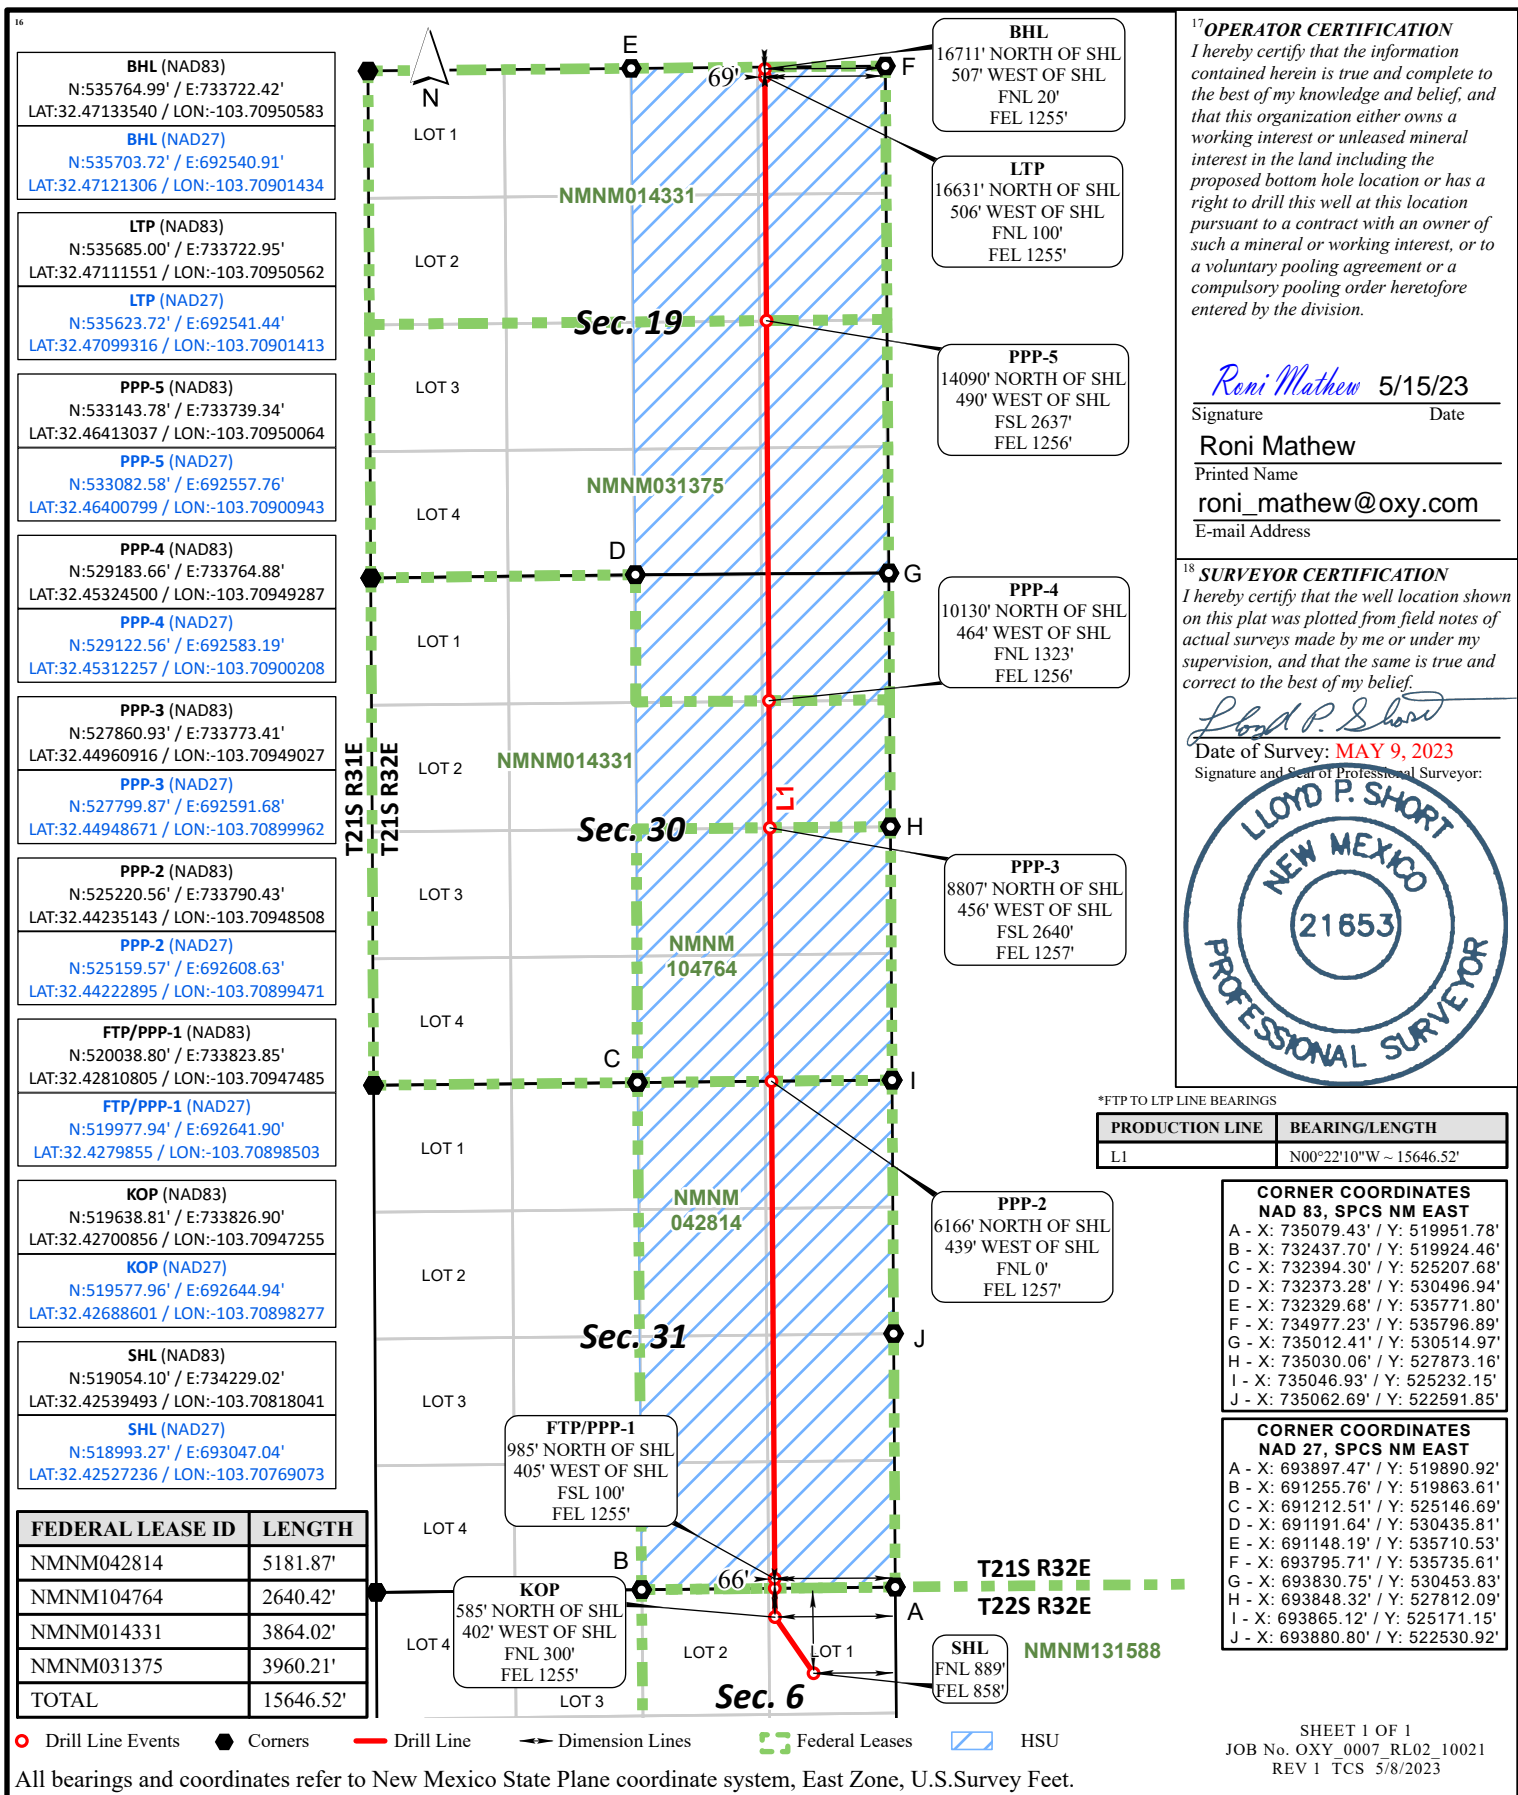 16
BHL (NAD83)
N:535764.99' / E:733722.42'
LAT:32.47133540 / LON:-103.70950583
BHL (NAD27)
N:535703.72' / E:692540.91'
LAT:32.47121306 / LON:-103.70901434
LTP (NAD83)
N:535685.00' / E:733722.95'
LAT:32.47111551 / LON:-103.70950562
LTP (NAD27)
N:535623.72' / E:692541.44'
LAT:32.47099316 / LON:-103.70901413
PPP-5 (NAD83)
N:533143.78' / E:733739.34'
LAT:32.46413037 / LON:-103.70950064
PPP-5 (NAD27)
N:533082.58' / E:692557.76'
LAT:32.46400799 / LON:-103.70900943
PPP-4 (NAD83)
N:529183.66' / E:733764.88'
LAT:32.45324500 / LON:-103.70949287
PPP-4 (NAD27)
N:529122.56' / E:692583.19'
LAT:32.45312257 / LON:-103.70900208
PPP-3 (NAD83)
N:527860.93' / E:733773.41'
LAT:32.44960916 / LON:-103.70949027
PPP-3 (NAD27)
N:527799.87' / E:692591.68'
LAT:32.44948671 / LON:-103.70899962
PPP-2 (NAD83)
N:525220.56' / E:733790.43'
LAT:32.44235143 / LON:-103.70948508
PPP-2 (NAD27)
N:525159.57' / E:692608.63'
LAT:32.44222895 / LON:-103.70899471
FTP/PPP-1 (NAD83)
N:520038.80' / E:733823.85'
LAT:32.42810805 / LON:-103.70947485
FTP/PPP-1 (NAD27)
N:519977.94' / E:692641.90'
LAT:32.4279855 / LON:-103.70898503
KOP (NAD83)
N:519638.81' / E:733826.90'
LAT:32.42700856 / LON:-103.70947255
KOP (NAD27)
N:519577.96' / E:692644.94'
LAT:32.42688601 / LON:-103.70898277
SHL (NAD83)
N:519054.10' / E:734229.02'
LAT:32.42539493 / LON:-103.70818041
SHL (NAD27)
N:518993.27' / E:693047.04'
LAT:32.42527236 / LON:-103.70769073
FEDERAL LEASE ID LENGTH
NMNM042814 5181.87'
NMNM104764 2640.42'
NMNM014331 3864.02'
NMNM031375 3960.21'
TOTAL 15646.52'
N
E
69'
F
LOT 1
NMNM014331
LOT 2
Sec. 19
LOT 3
NMNM031375
LOT 4
D
G
LOT 1
T21S R31E
T21S R32E
LOT 2
NMNM014331
L1
Sec. 30
H
LOT 3
NMNM
104764
LOT 4
C
I
LOT 1
NMNM
042814
LOT 2
Sec. 31
J
LOT 3
LOT 4
B
66'
A
T21S R32E
T22S R32E
LOT 4
LOT 2
LOT 1
NMNM131588
LOT 3
Sec. 6
BHL
16711' NORTH OF SHL
507' WEST OF SHL
FNL 20'
FEL 1255'
LTP
16631' NORTH OF SHL
506' WEST OF SHL
FNL 100'
FEL 1255'
PPP-5
14090' NORTH OF SHL
490' WEST OF SHL
FSL 2637'
FEL 1256'
PPP-4
10130' NORTH OF SHL
464' WEST OF SHL
FNL 1323'
FEL 1256'
PPP-3
8807' NORTH OF SHL
456' WEST OF SHL
FSL 2640'
FEL 1257'
PPP-2
6166' NORTH OF SHL
439' WEST OF SHL
FNL 0'
FEL 1257'
FTP/PPP-1
985' NORTH OF SHL
405' WEST OF SHL
FSL 100'
FEL 1255'
KOP
585' NORTH OF SHL
402' WEST OF SHL
FNL 300'
FEL 1255'
SHL
FNL 889'
FEL 858'
17 OPERATOR CERTIFICATION
I hereby certify that the information
contained herein is true and complete to
the best of my knowledge and belief, and
that this organization either owns a
working interest or unleased mineral
interest in the land including the
proposed bottom hole location or has a
right to drill this well at this location
pursuant to a contract with an owner of
such a mineral or working interest, or to
a voluntary pooling agreement or a
compulsory pooling order heretofore
entered by the division.
Roni Mathew 5/15/23
Signature Date
Roni Mathew
Printed Name
roni_mathew@oxy.com
E-mail Address
18 SURVEYOR CERTIFICATION
I hereby certify that the well location shown
on this plat was plotted from field notes of
actual surveys made by me or under my
supervision, and that the same is true and
correct to the best of my belief.
Lloyd P. Short
Date of Survey: MAY 9, 2023
Signature and Seal of Professional Surveyor:
LLOYD P. SHORT
NEW MEXICO
21653
PROFESSIONAL SURVEYOR
*FTP TO LTP LINE BEARINGS
PRODUCTION LINE BEARING/LENGTH
L1 N00°22'10"W ~ 15646.52'
CORNER COORDINATES
NAD 83, SPCS NM EAST
A - X: 735079.43' / Y: 519951.78'
B - X: 732437.70' / Y: 519924.46'
C - X: 732394.30' / Y: 525207.68'
D - X: 732373.28' / Y: 530496.94'
E - X: 732329.68' / Y: 535771.80'
F - X: 734977.23' / Y: 535796.89'
G - X: 735012.41' / Y: 530514.97'
H - X: 735030.06' / Y: 527873.16'
I - X: 735046.93' / Y: 525232.15'
J - X: 735062.69' / Y: 522591.85'
CORNER COORDINATES
NAD 27, SPCS NM EAST
A - X: 693897.47' / Y: 519890.92'
B - X: 691255.76' / Y: 519863.61'
C - X: 691212.51' / Y: 525146.69'
D - X: 691191.64' / Y: 530435.81'
E - X: 691148.19' / Y: 535710.53'
F - X: 693795.71' / Y: 535735.61'
G - X: 693830.75' / Y: 530453.83'
H - X: 693848.32' / Y: 527812.09'
I - X: 693865.12' / Y: 525171.15'
J - X: 693880.80' / Y: 522530.92'
Drill Line Events Corners Drill Line Dimension Lines Federal Leases HSU
All bearings and coordinates refer to New Mexico State Plane coordinate system, East Zone, U.S.Survey Feet.
SHEET 1 OF 1
JOB No. OXY_0007_RL02_10021
REV 1 TCS 5/8/2023